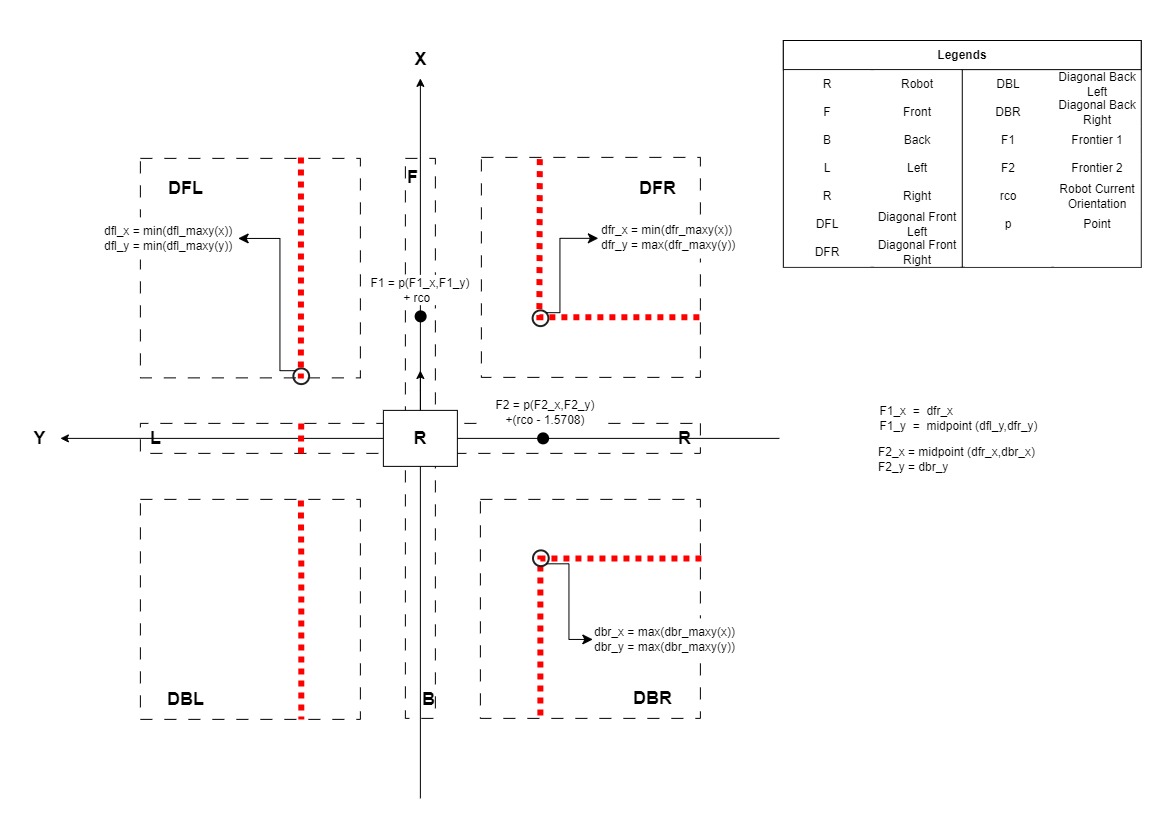 X
Legends
R Robot DBL Diagonal Back
Left
F Front DBR Diagonal Back
Right
B Back F1 Frontier 1
L Left F2 Frontier 2
R Right rco Robot Current
Orientation
DFL Diagonal Front
Left
p Point
DFR Diagonal Front
Right
DFL
F
DFR
dfl_x = min(dfl_maxy(x))
dfl_y = min(dfl_maxy(y))
dfr_x = min(dfr_maxy(x))
dfr_y = max(dfr_maxy(y))
F1 = p(F1_x,F1_y)
+ rco
F2 = p(F2_x,F2_y)
+(rco - 1.5708)
Y
L
R
R
F1_x = dfr_x
F1_y = midpoint (dfl_y,dfr_y)
F2_x = midpoint (dfr_x,dbr_x)
F2_y = dbr_y
dbr_x = max(dbr_maxy(x))
dbr_y = max(dbr_maxy(y))
DBL
B
DBR